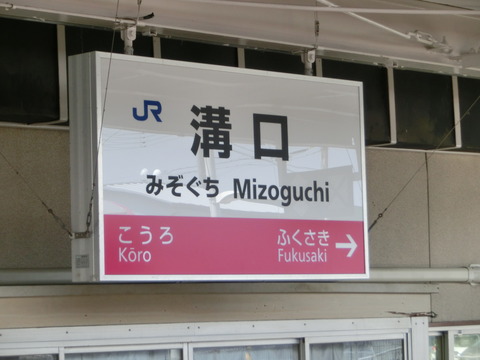 JR
溝口
みぞぐち Mizoguchi
こうろ ふくさき →
Kōro Fukusaki